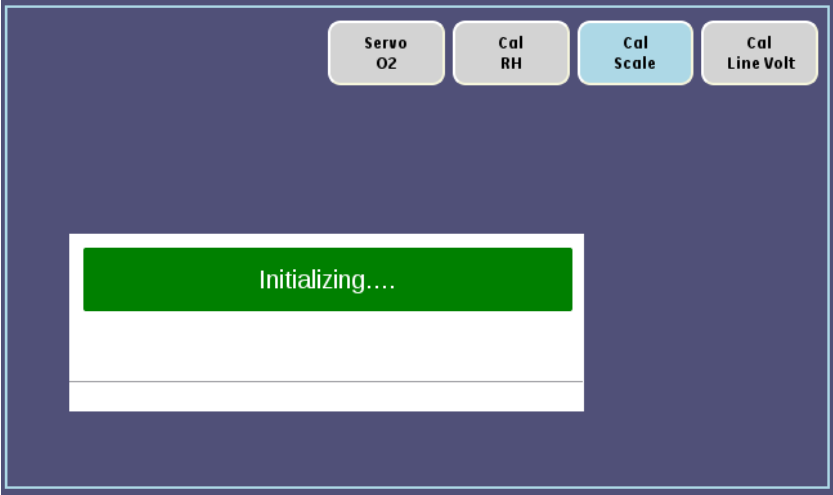 Servo
O2
Cal
RH
Cal
Scale
Cal
Line Volt
Initializing....